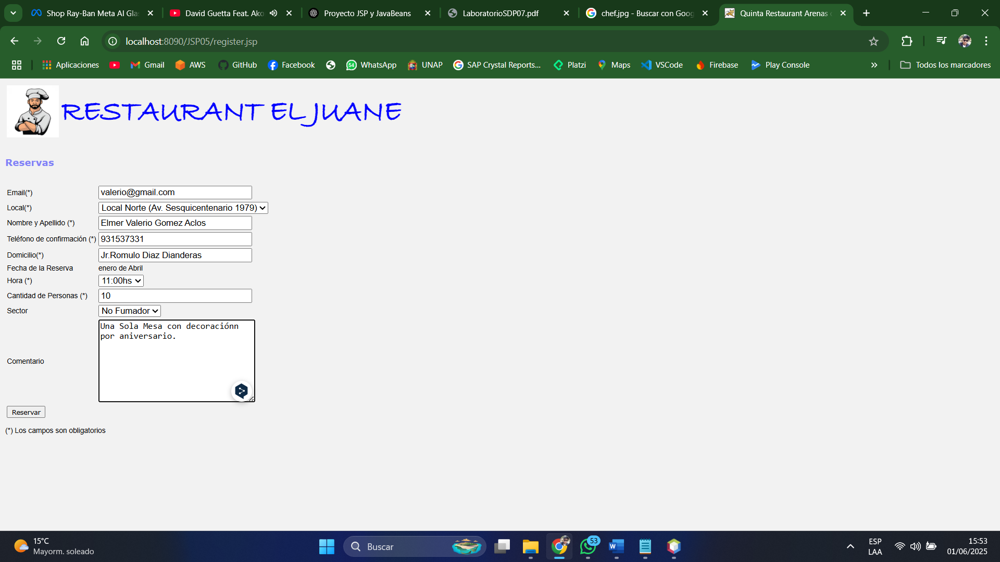 Shop Ray-Ban Meta AI Gla
David Guetta Feat. Ako
Proyecto JSP y JavaBeans
LaboratorioSDP07.pdf
chef.jpg - Buscar con Goog
Quinta Restaurant Arenas
localhost:8090/JSP05/register.jsp
Aplicaciones
Gmail
AWS
GitHub
Facebook
54
WhatsApp
UNAP
SAP Crystal Reports...
Platzi
Maps
VSCode
Firebase
Play Console
Todos los marcadores
RESTAURANT EL JUANE
Reservas
Email(*) valerio@gmail.com
Local(*) Local Norte (Av. Sesquicentenario 1979)
Nombre y Apellido (*) Elmer Valerio Gomez Aclos
Teléfono de confirmación (*) 931537331
Domicilio(*) Jr.Romulo Diaz Dianderas
Fecha de la Reserva enero de Abril
Hora (*) 11:00hs
Cantidad de Personas (*) 10
Sector No Fumador
Una Sola Mesa con decoraciónn
por aniversario.
Comentario
Reservar
(*) Los campos son obligatorios
15°C
Mayorm. soleado
Buscar
53
ESP
LAA
15:53
01/06/2025